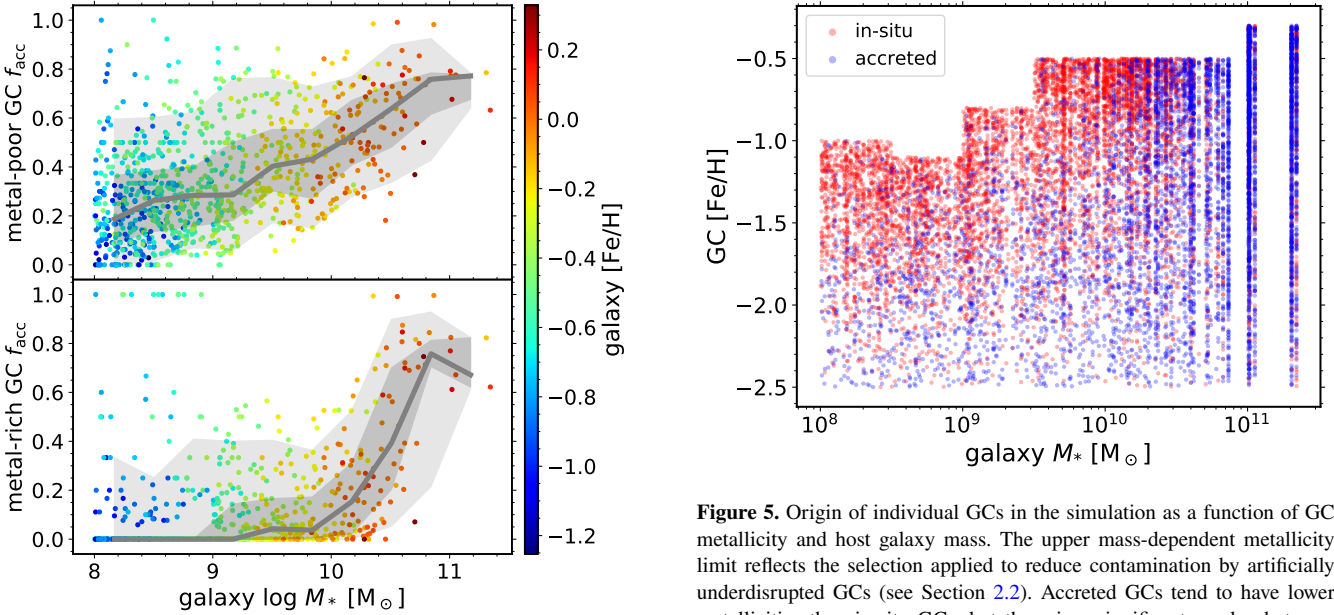 1.0
0.8
0.6
0.4
0.2
0.0
metal-poor GC f_acc
1.0
0.8
0.6
0.4
0.2
0.0
metal-rich GC f_acc
8 9 10 11
galaxy log M_* [M_⊙]
0.2
0.0
−0.2
−0.4
−0.6
−0.8
−1.0
−1.2
galaxy [Fe/H]
in-situ
accreted
−0.5
−1.0
−1.5
−2.0
−2.5
GC [Fe/H]
10^8 10^9 10^10 10^11
galaxy M_* [M_⊙]
Figure 5. Origin of individual GCs in the simulation as a function of GC
metallicity and host galaxy mass. The upper mass-dependent metallicity
limit reflects the selection applied to reduce contamination by artificially
underdisrupted GCs (see Section 2.2). Accreted GCs tend to have lower